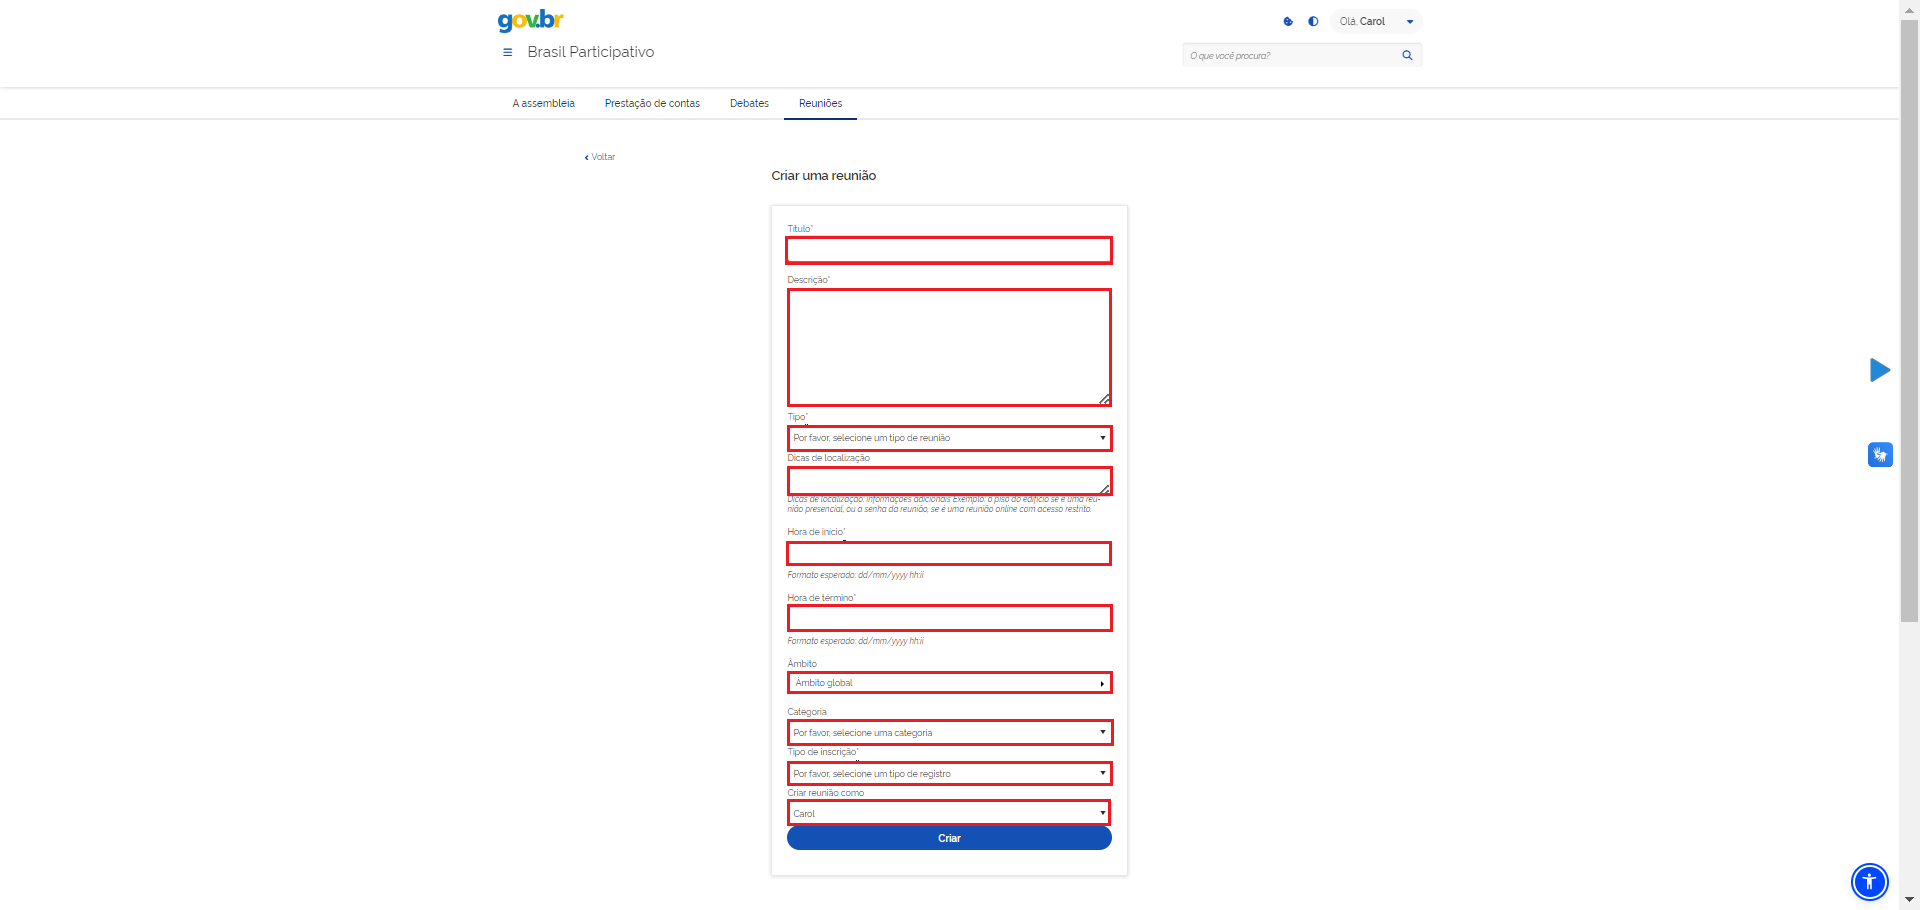 gov.br
Olá, Carol
Brasil Participativo
O que você procura?
A assembleia
Prestação de contas
Debates
Reuniões
Voltar
Criar uma reunião
Título*
Descrição*
Tipo*
Por favor, selecione um tipo de reunião
Dicas de localização
Dicas de localização: informações adicionais Exemplo: o piso do edifício se é uma reu-
nião presencial, ou a senha da reunião, se é uma reunião online com acesso restrito.
Hora de início*
Formato esperado: dd/mm/yyyy hh:ii
Hora de término*
Formato esperado: dd/mm/yyyy hh:ii
Âmbito
Âmbito global
Categoria
Por favor, selecione uma categoria
Tipo de inscrição*
Por favor, selecione um tipo de registro
Criar reunião como
Carol
Criar